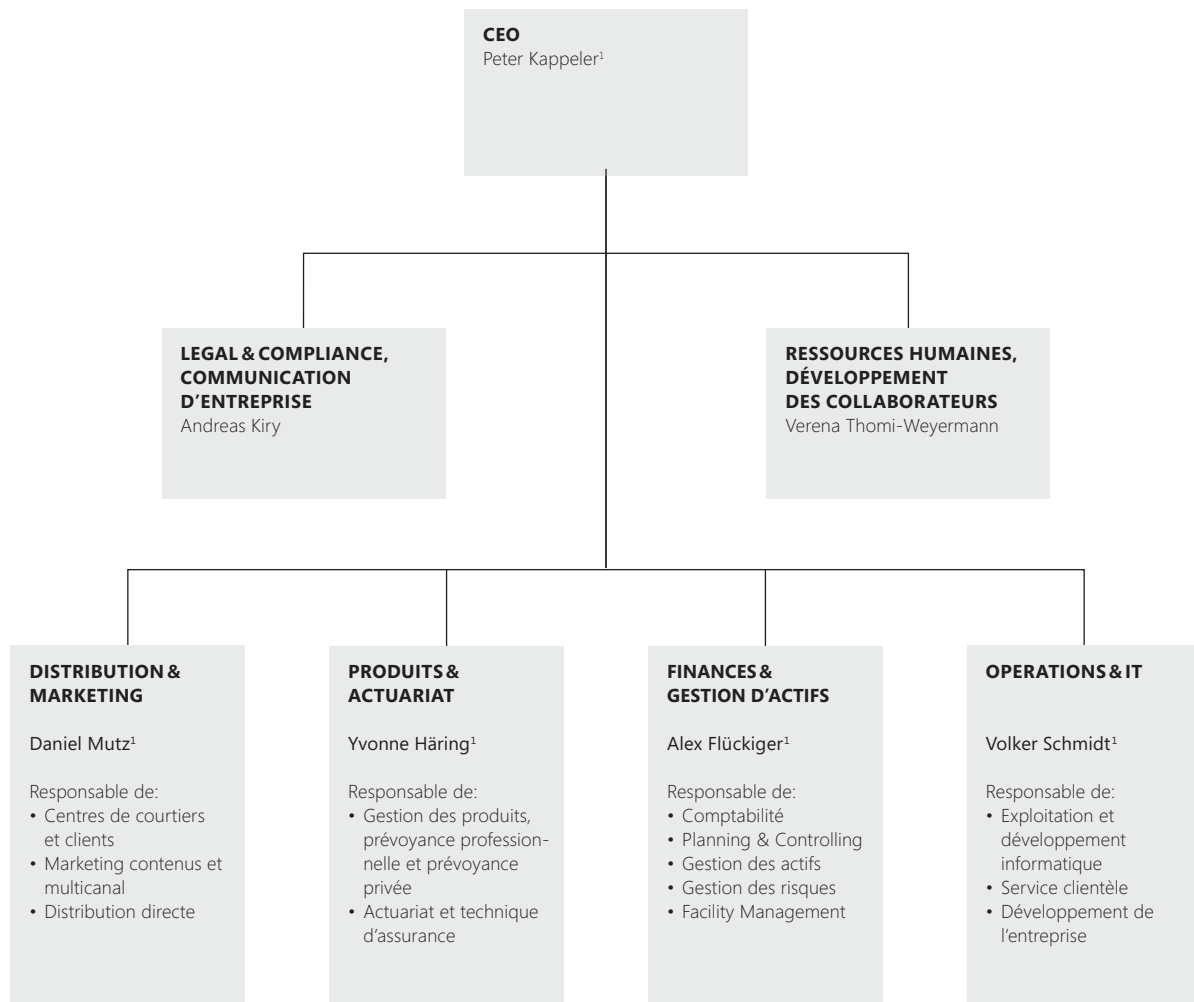 CEO
Peter Kappeler¹
LEGAL & COMPLIANCE,
COMMUNICATION
D'ENTREPRISE
Andreas Kiry
RESSOURCES HUMAINES,
DÉVELOPPEMENT
DES COLLABORATEURS
Verena Thomi-Weyermann
DISTRIBUTION &
MARKETING
Daniel Mutz¹
Responsable de:
• Centres de courtiers
et clients
• Marketing contenus et
multicanal
• Distribution directe
PRODUITS &
ACTUARIAT
Yvonne Häring¹
Responsable de:
• Gestion des produits,
prévoyance profession-
nelle et prévoyance
privée
• Actuariat et technique
d'assurance
FINANCES &
GESTION D'ACTIFS
Alex Flückiger¹
Responsable de:
• Comptabilité
• Planning & Controlling
• Gestion des actifs
• Gestion des risques
• Facility Management
OPERATIONS & IT
Volker Schmidt¹
Responsable de:
• Exploitation et
développement
informatique
• Service clientèle
• Développement de
l'entreprise